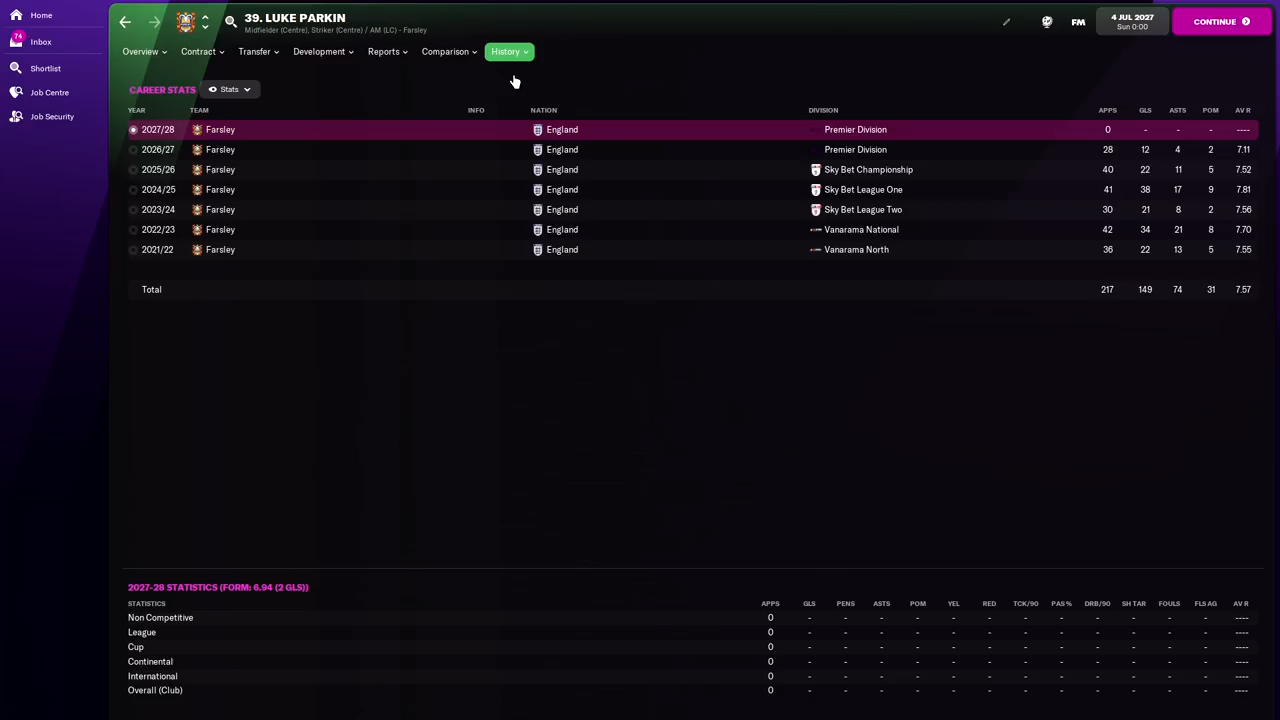 Home
74
Inbox
Shortlist
Job Centre
Job Security
39. LUKE PARKIN
Midfielder (Centre), Striker (Centre) / AM (LC) - Farsley
FM
4 JUL 2027
Sun 0:00
CONTINUE
Overview
Contract
Transfer
Development
Reports
Comparison
History
CAREER STATS
Stats
YEAR TEAM INFO NATION DIVISION APPS GLS ASTS POM AV R
2027/28 Farsley England Premier Division 0 - - - ----
2026/27 Farsley England Premier Division 28 12 4 2 7.11
2025/26 Farsley England Sky Bet Championship 40 22 11 5 7.52
2024/25 Farsley England Sky Bet League One 41 38 17 9 7.81
2023/24 Farsley England Sky Bet League Two 30 21 8 2 7.56
2022/23 Farsley England Vanarama National 42 34 21 8 7.70
2021/22 Farsley England Vanarama North 36 22 13 5 7.55
Total 217 149 74 31 7.57
2027-28 STATISTICS (FORM: 6.94 (2 GLS))
STATISTICS APPS GLS PENS ASTS POM YEL RED TCK/90 PAS % DRB/90 SH TAR FOULS FLS AG AV R
Non Competitive 0 - - - - - - - - - - - - ----
League 0 - - - - - - - - - - - - ----
Cup 0 - - - - - - - - - - - - ----
Continental 0 - - - - - - - - - - - - ----
International 0 - - - - - - - - - - - - ----
Overall (Club) 0 - - - - - - - - - - - - ----